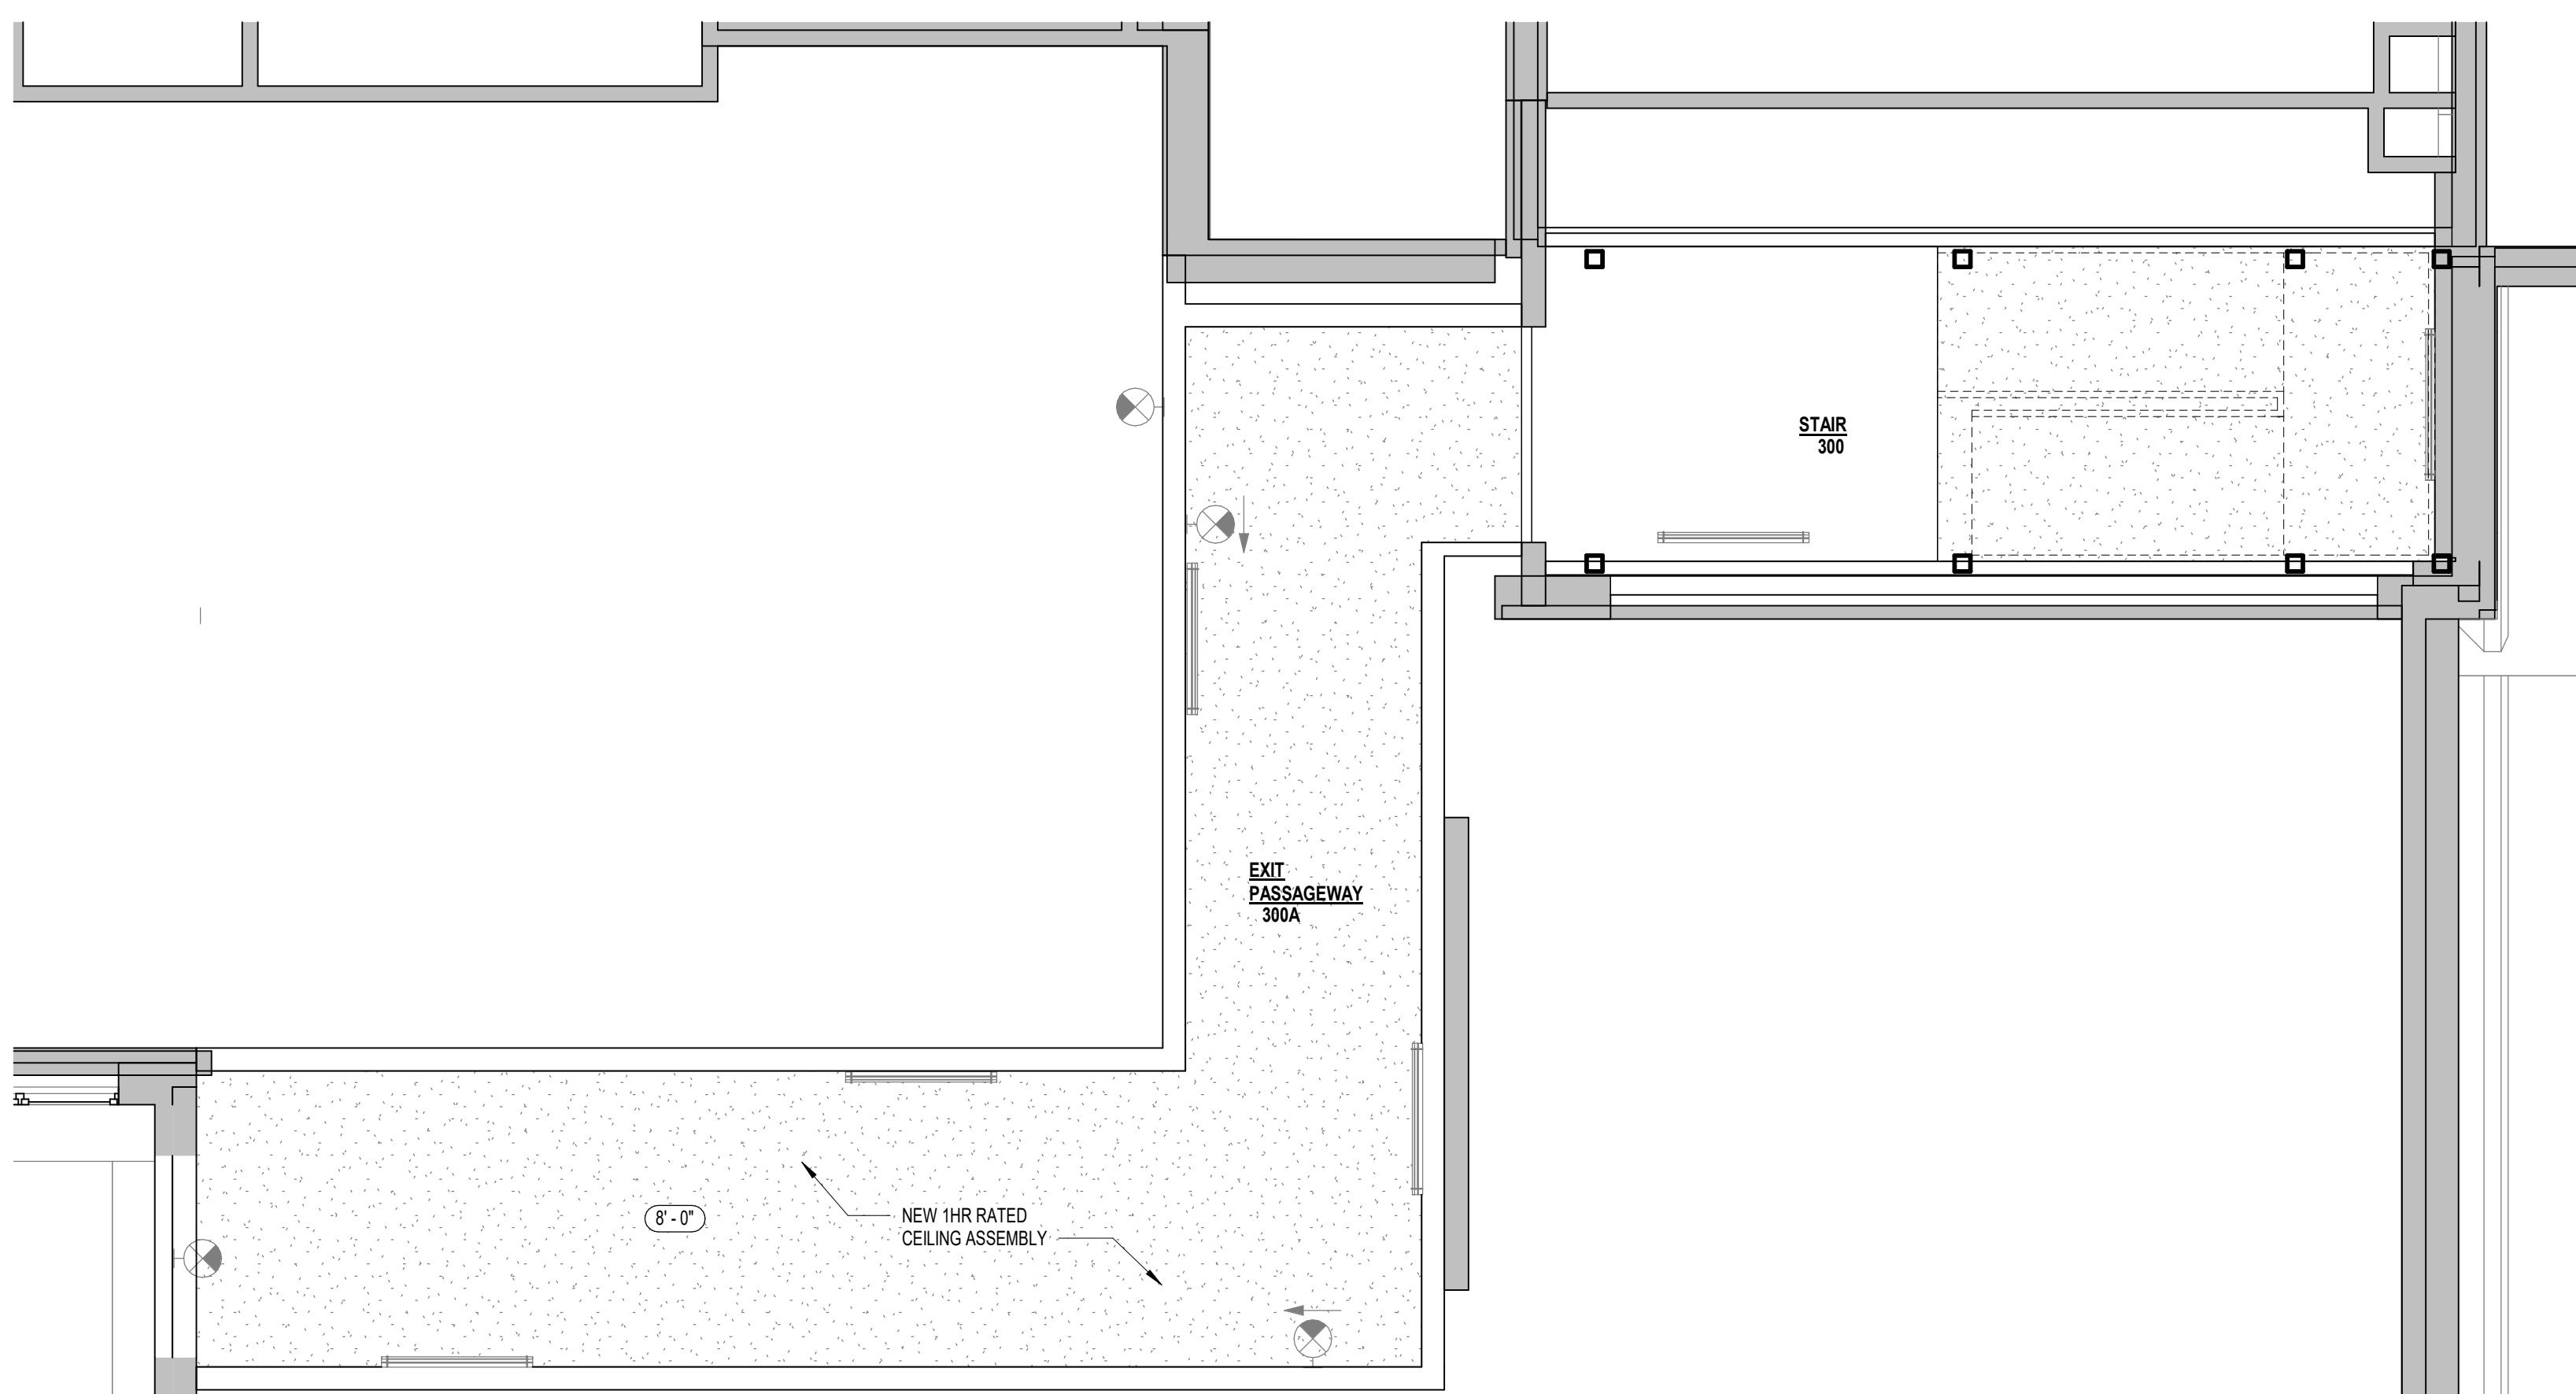 STAIR
300
EXIT
PASSAGEWAY
300A
8' - 0"
NEW 1HR RATED
CEILING ASSEMBLY